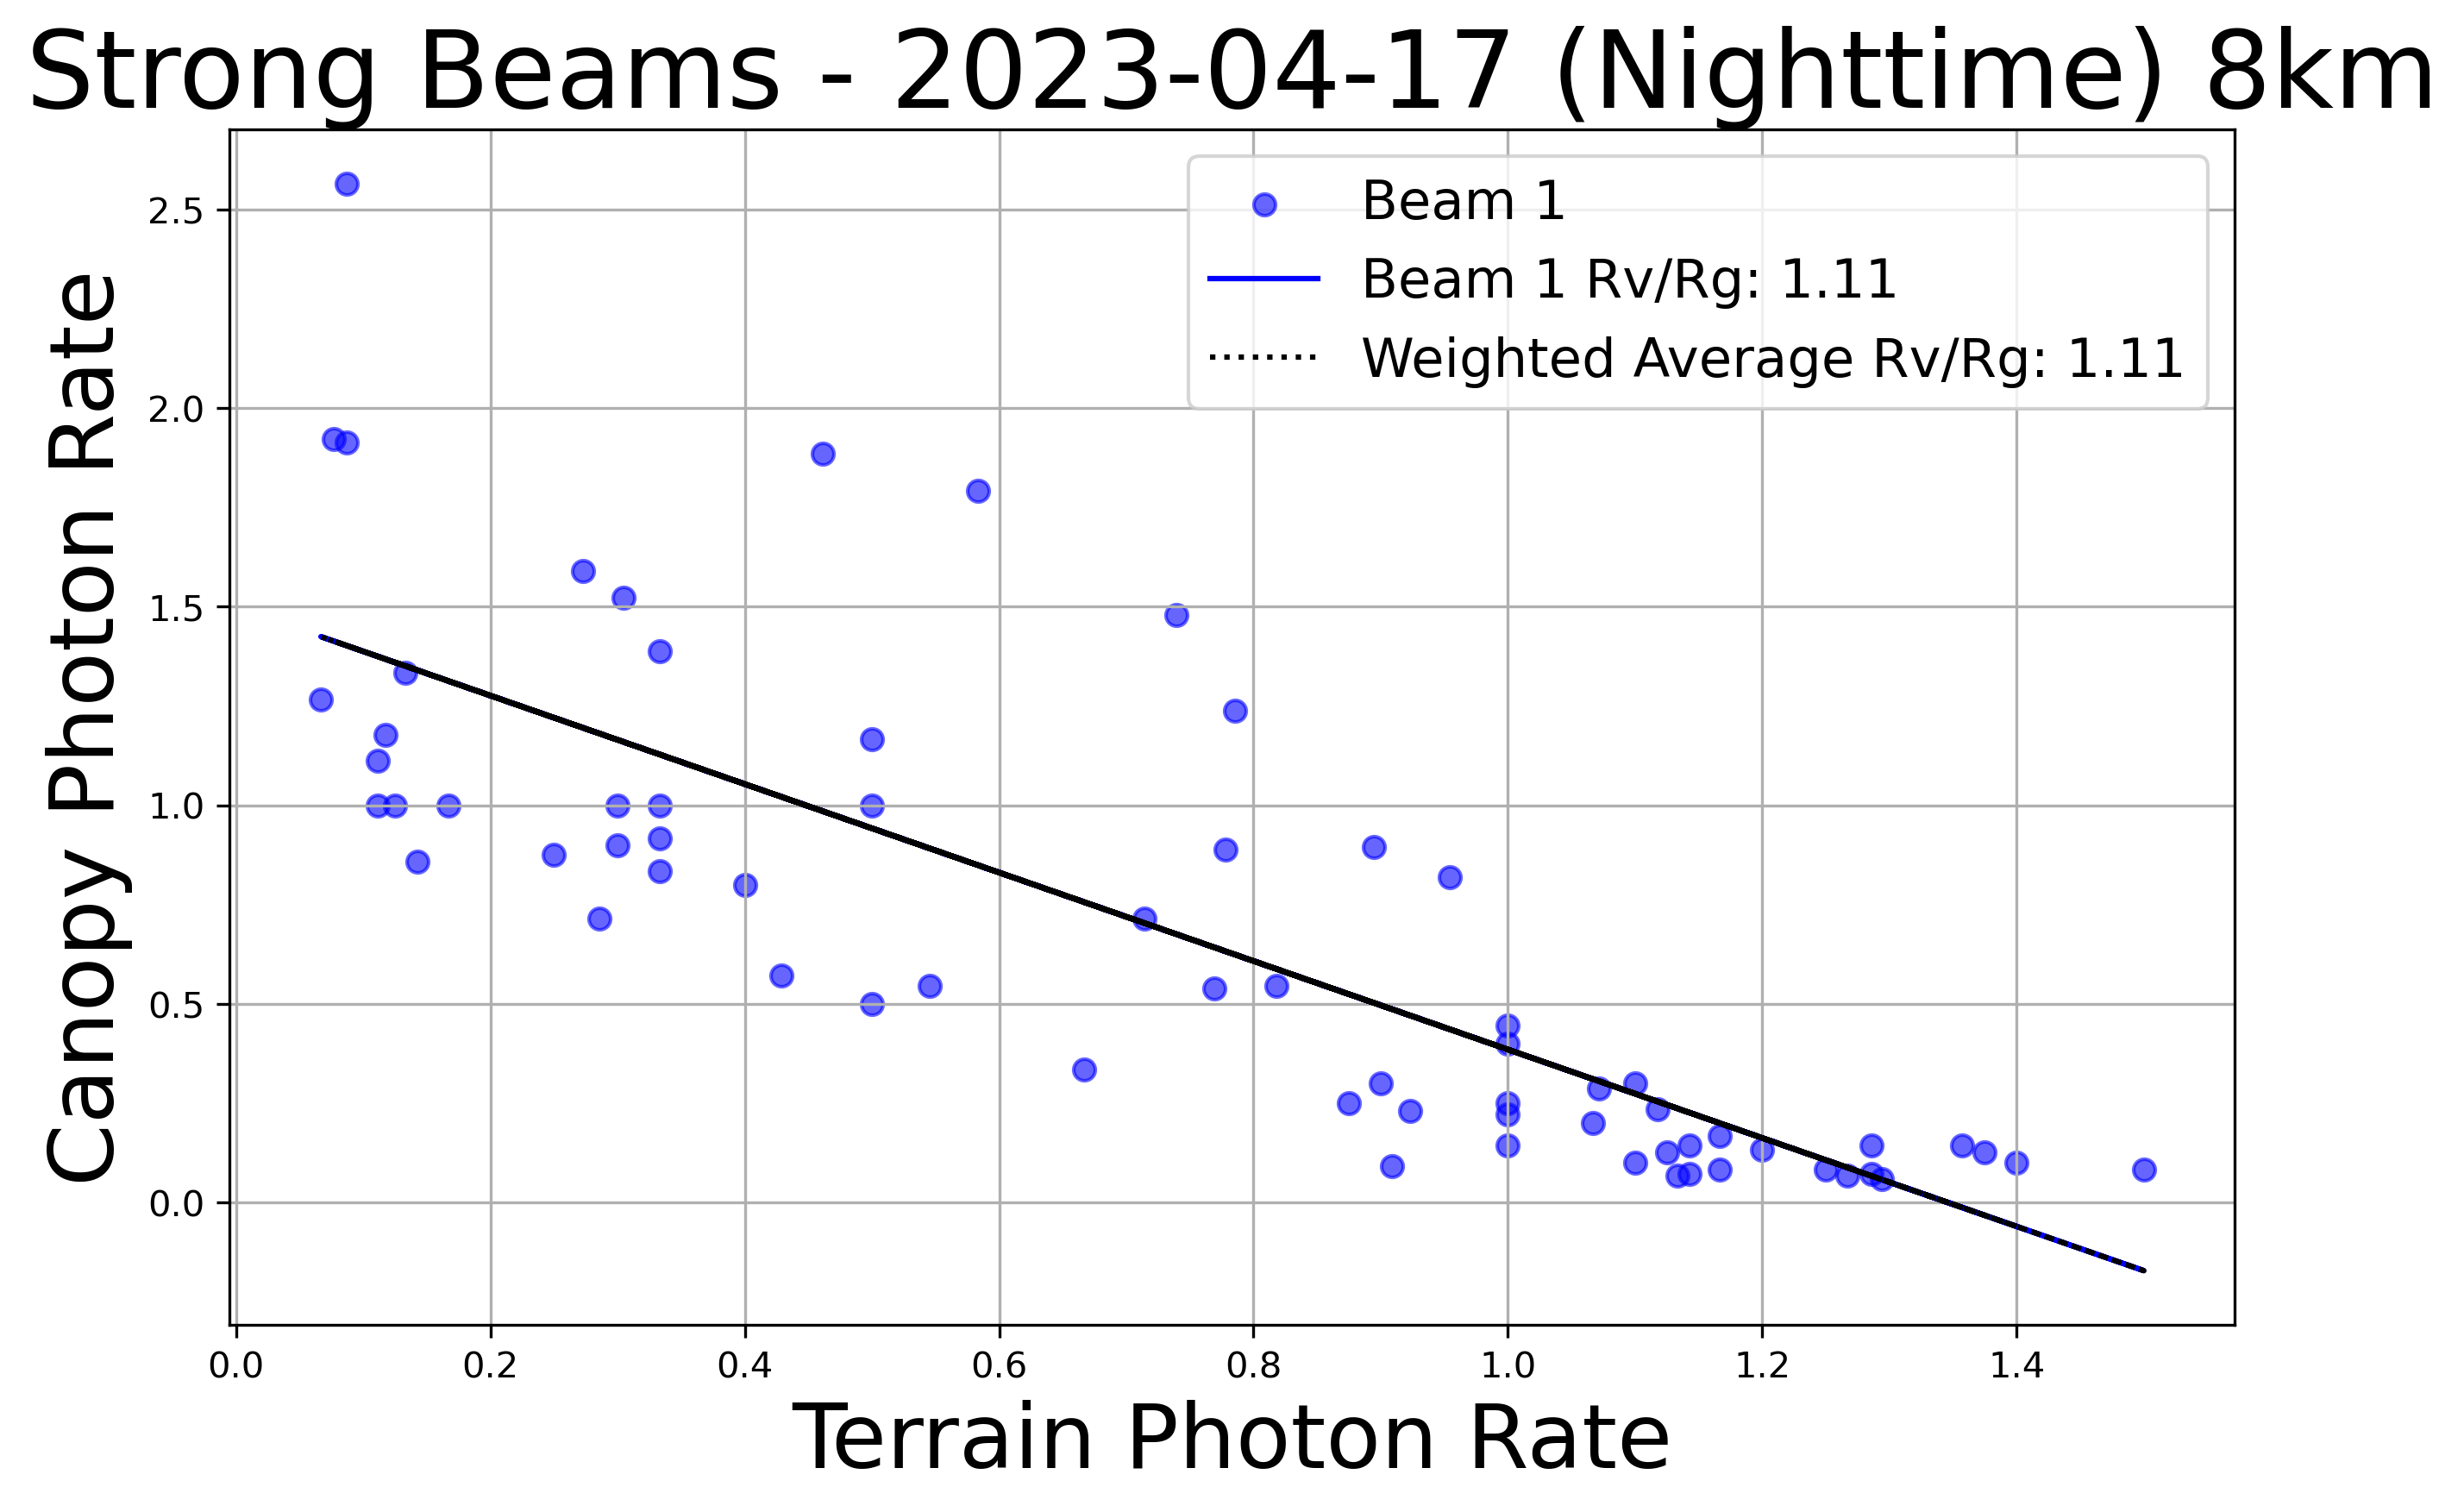 Strong Beams - 2023-04-17 (Nighttime) 8km
Beam 1
Beam 1 Rv/Rg: 1.11
Weighted Average Rv/Rg: 1.11
Canopy Photon Rate
2.5
2.0
1.5
1.0
0.5
0.0
0.0 0.2 0.4 0.6 0.8 1.0 1.2 1.4
Terrain Photon Rate